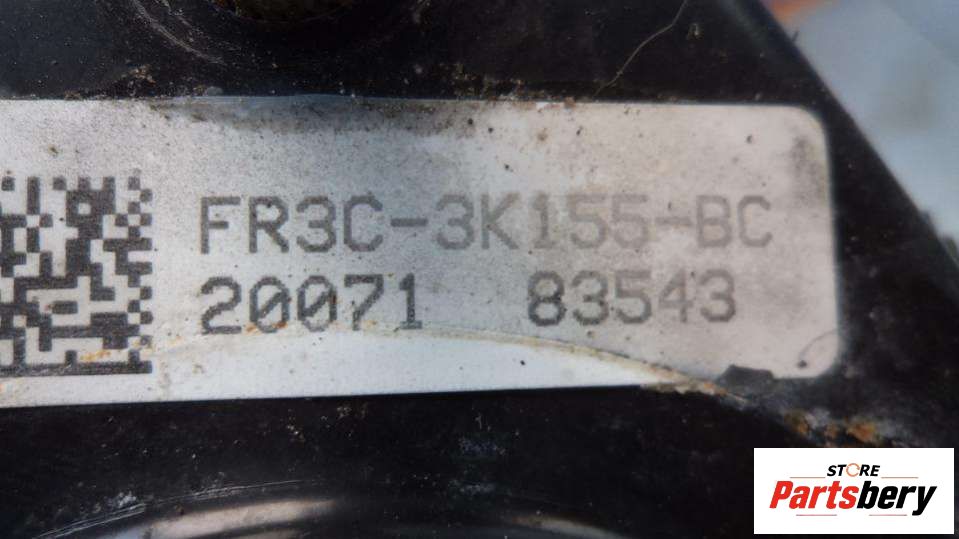 FR3C-3K155-BC
20071 83543
STORE
Partsbery